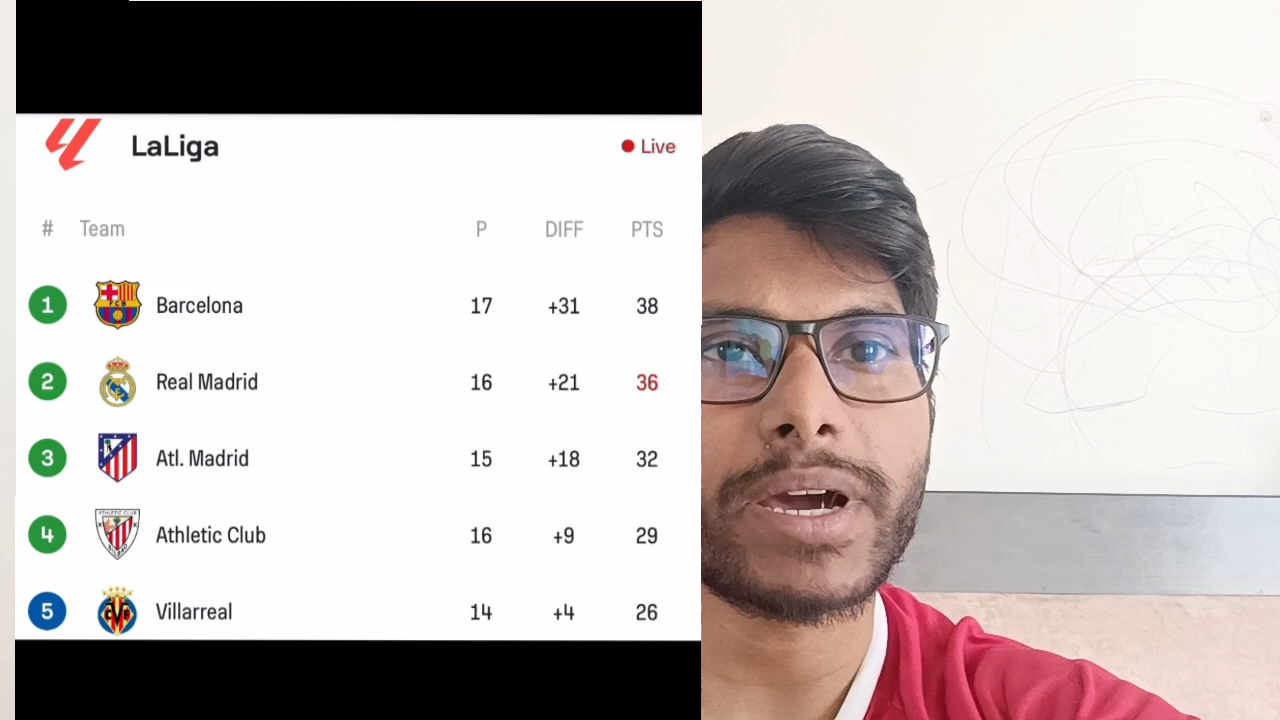 LaLiga
Live
# Team P DIFF PTS
1 Barcelona 17 +31 38
2 Real Madrid 16 +21 36
3 Atl. Madrid 15 +18 32
4 Athletic Club 16 +9 29
5 Villarreal 14 +4 26